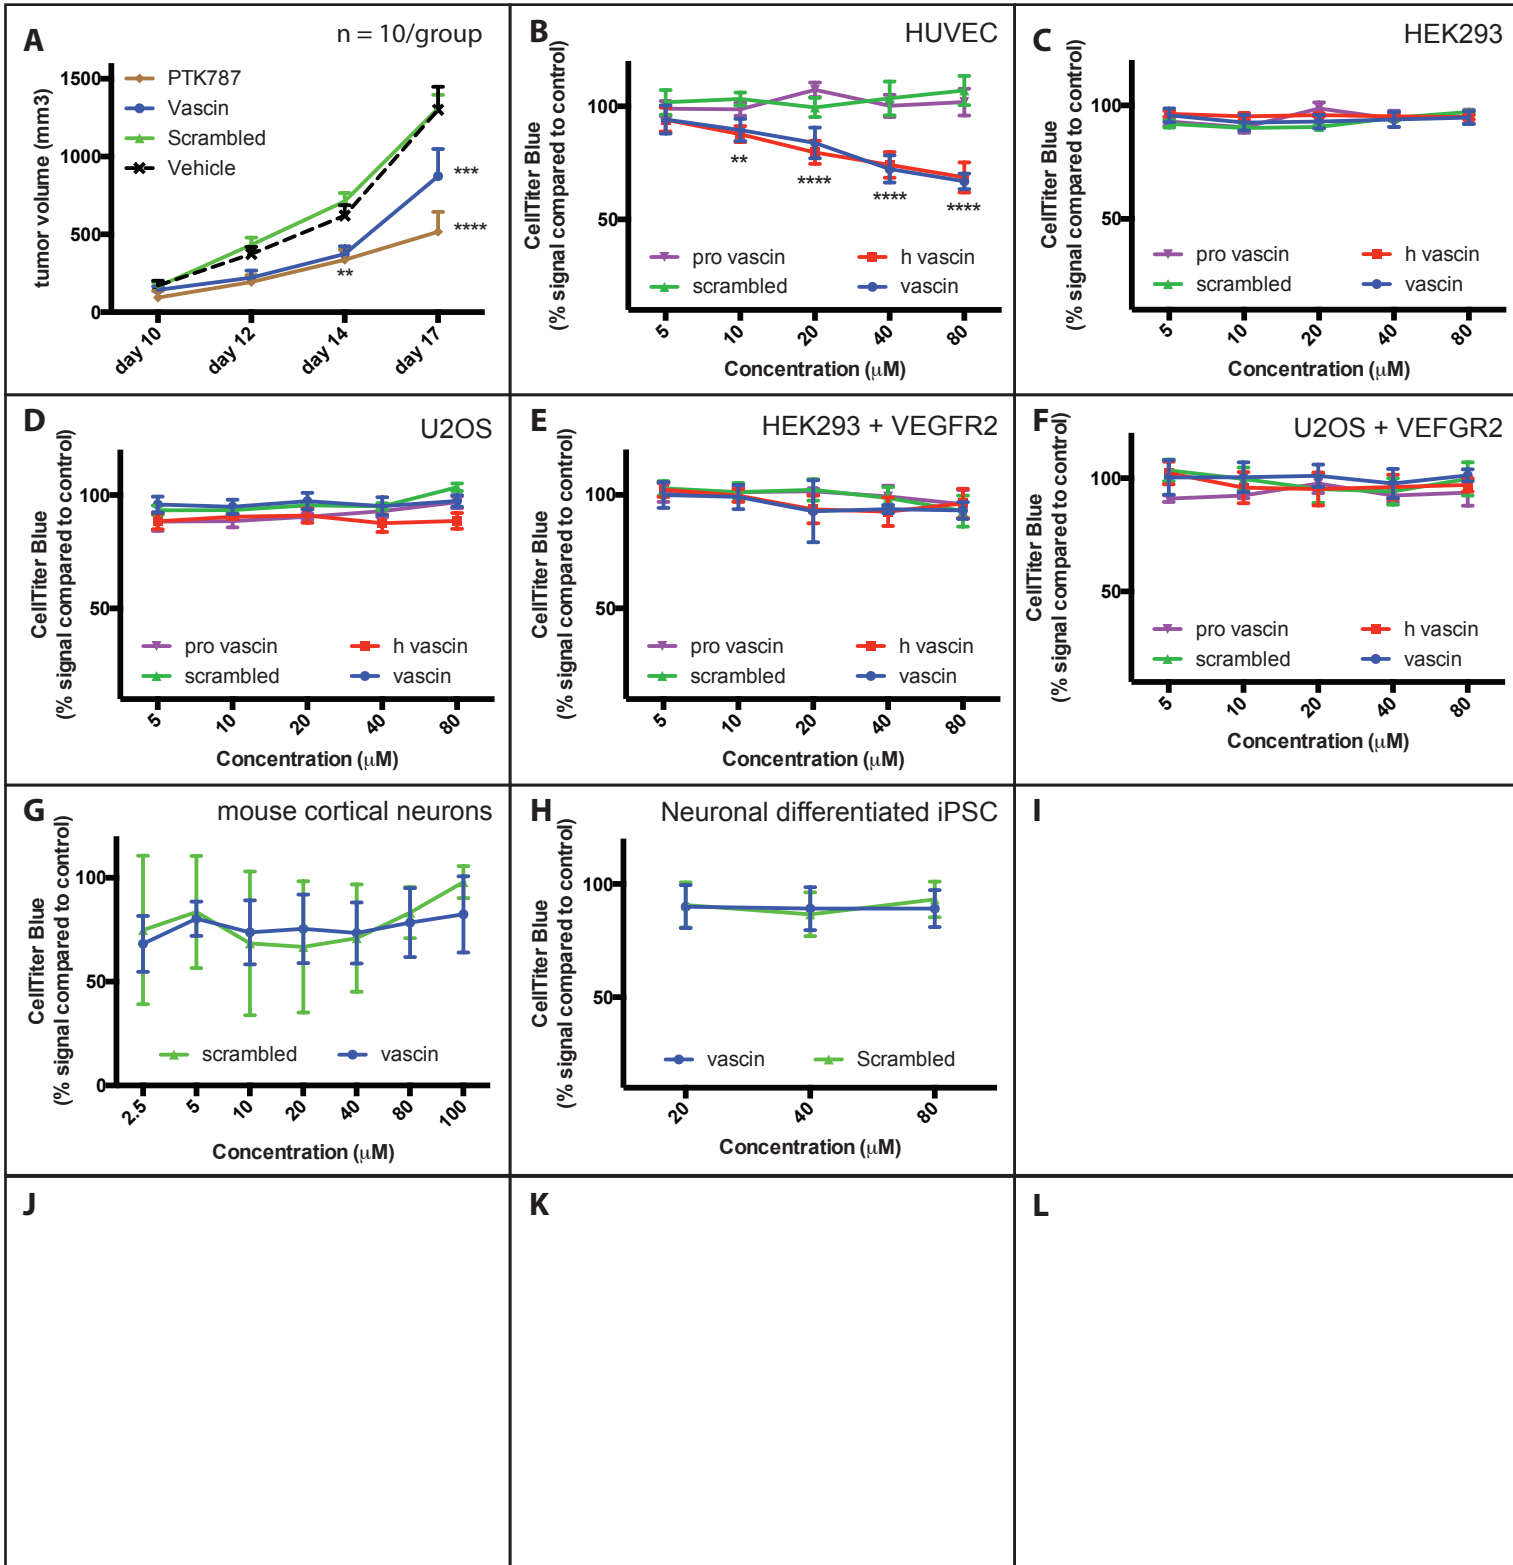 A
n = 10/group
tumor volume (mm3)
1500
1000
500
0
PTK787
Vascin
Scrambled
Vehicle
***
****
**
day 10
day 12
day 14
day 17
B
HUVEC
CellTiter Blue
(% signal compared to control)
100
50
**
****
****
****
pro vascin
h vascin
scrambled
vascin
5
10
20
40
80
Concentration (μM)
C
HEK293
CellTiter Blue
(% signal compared to control)
100
50
pro vascin
h vascin
scrambled
vascin
5
10
20
40
80
Concentration (μM)
D
U2OS
CellTiter Blue
(% signal compared to control)
100
50
pro vascin
h vascin
scrambled
vascin
5
10
20
40
80
Concentration (μM)
E
HEK293 + VEGFR2
CellTiter Blue
(% signal compared to control)
100
50
pro vascin
h vascin
scrambled
vascin
5
10
20
40
80
Concentration (μM)
F
U2OS + VEFGR2
CellTiter Blue
(% signal compared to control)
100
50
pro vascin
h vascin
scrambled
vascin
5
10
20
40
80
Concentration (μM)
G
mouse cortical neurons
CellTiter Blue
(% signal compared to control)
100
50
0
scrambled
vascin
2.5
5
10
20
40
80
100
Concentration (μM)
H
Neuronal differentiated iPSC
CellTiter Blue
(% signal compared to control)
100
50
vascin
Scrambled
20
40
80
Concentration (μM)
I
J
K
L